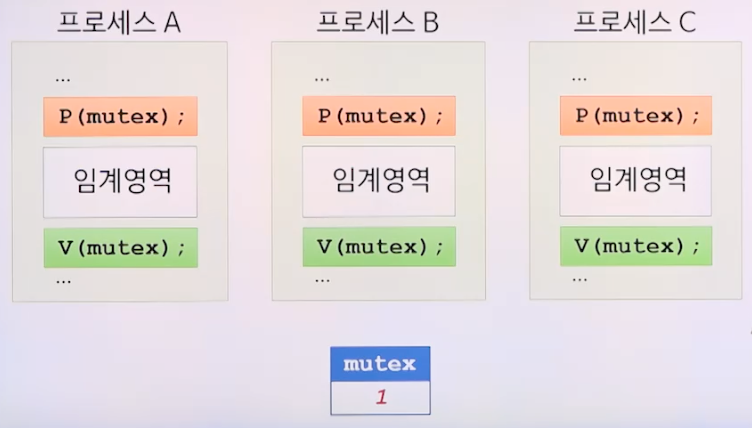 프로세스 A
...
P(mutex);
임계영역
V(mutex);
...
프로세스 B
...
P(mutex);
임계영역
V(mutex);
...
프로세스 C
...
P(mutex);
임계영역
V(mutex);
...
mutex
1